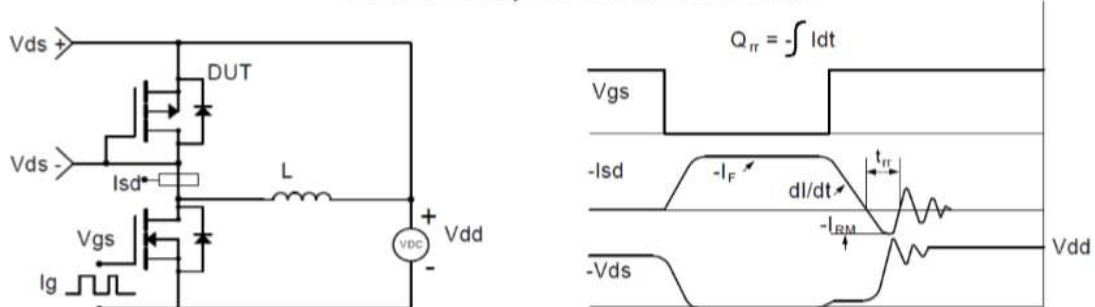 Vds +
DUT
Vds -
Isd
L
Vgs
Ig
+
VDC
-
Vdd
Qrr = -∫ Idt
Vgs
-Isd
-IF
dI/dt
trr
-IRM
-Vds
Vdd